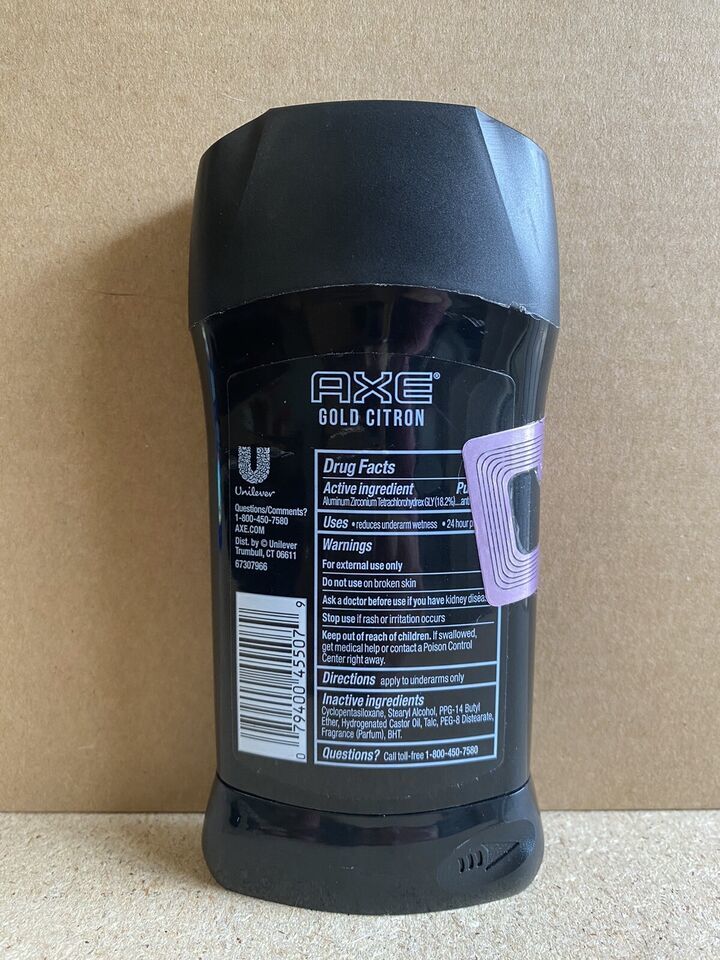 AXE®
GOLD CITRON
Unilever
Questions/Comments?
1-800-450-7580
AXE.COM
Dist. by © Unilever
Trumbull, CT 06611
67307966
0 79400 45507 9
Drug Facts
Active ingredient
Aluminum Zirconium Tetrachlorohydrex GLY (18.2%)
Uses • reduces underarm wetness • 24 hour
Warnings
For external use only
Do not use on broken skin
Ask a doctor before use if you have kidney
Stop use if rash or irritation occurs
Keep out of reach of children. If swallowed,
get medical help or contact a Poison Control
Center right away.
Directions apply to underarms only
Inactive ingredients
Cyclopentasiloxane, Stearyl Alcohol, PPG-14 Butyl
Ether, Hydrogenated Castor Oil, Talc, PEG-8 Distearate,
Fragrance (Parfum), BHT.
Questions? Call toll-free 1-800-450-7580